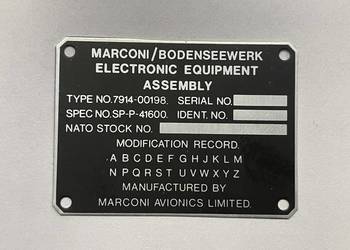 MARCONI/BODENSEEWERK
ELECTRONIC EQUIPMENT
ASSEMBLY
TYPE NO.7914-00198. SERIAL NO.
SPEC NO.SP-P-41600. IDENT. NO.
NATO STOCK NO.
MODIFICATION RECORD.
A B C D E F G H J K L M
N P Q R S T U V W X Y Z
MANUFACTURED BY
MARCONI AVIONICS LIMITED.